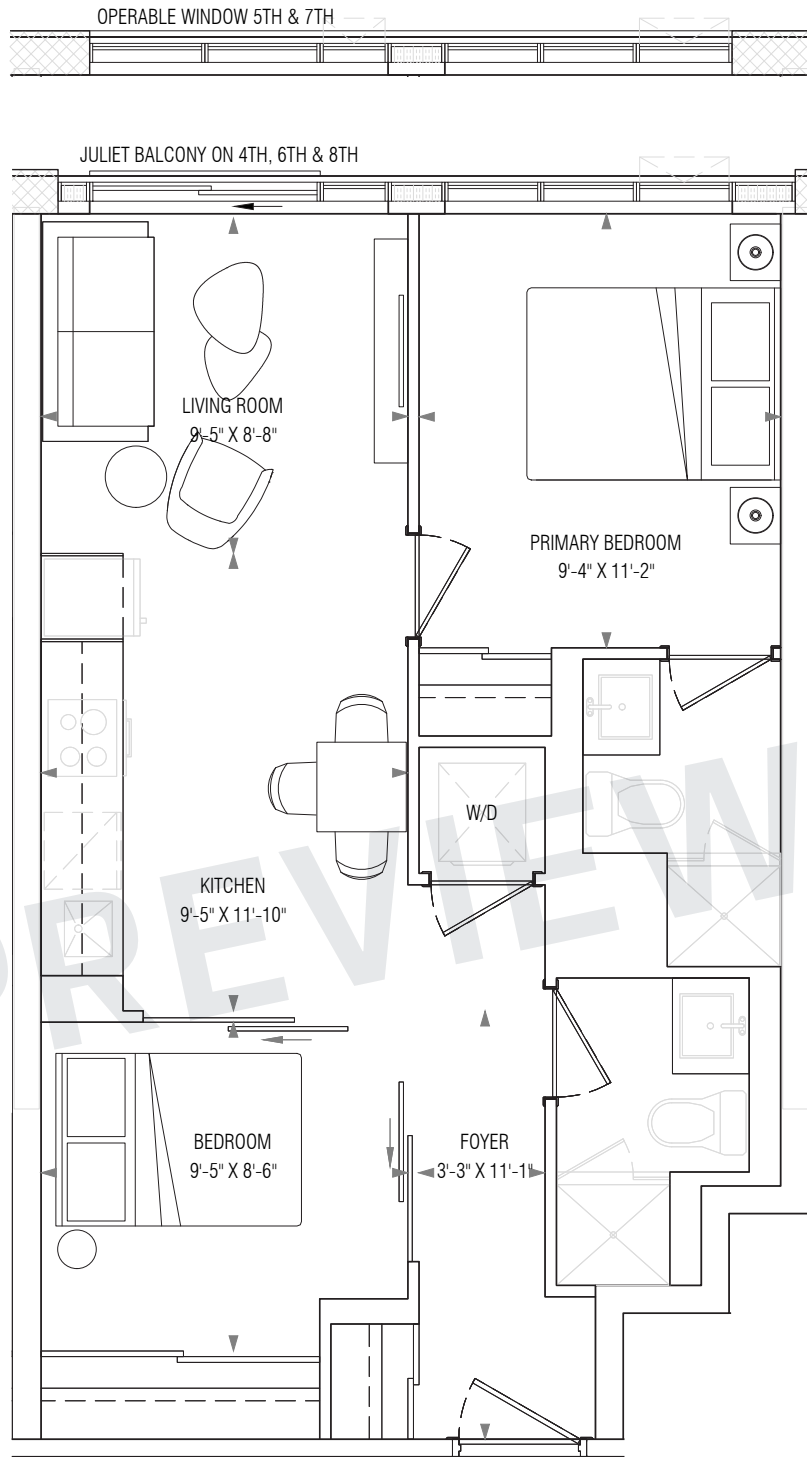 OPERABLE WINDOW 5TH & 7TH
JULIET BALCONY ON 4TH, 6TH & 8TH
LIVING ROOM
9'-5" X 8'-8"
PRIMARY BEDROOM
9'-4" X 11'-2"
W/D
KITCHEN
9'-5" X 11'-10"
PREVIEW
BEDROOM
9'-5" X 8'-6"
FOYER
3'-3" X 11'-1"